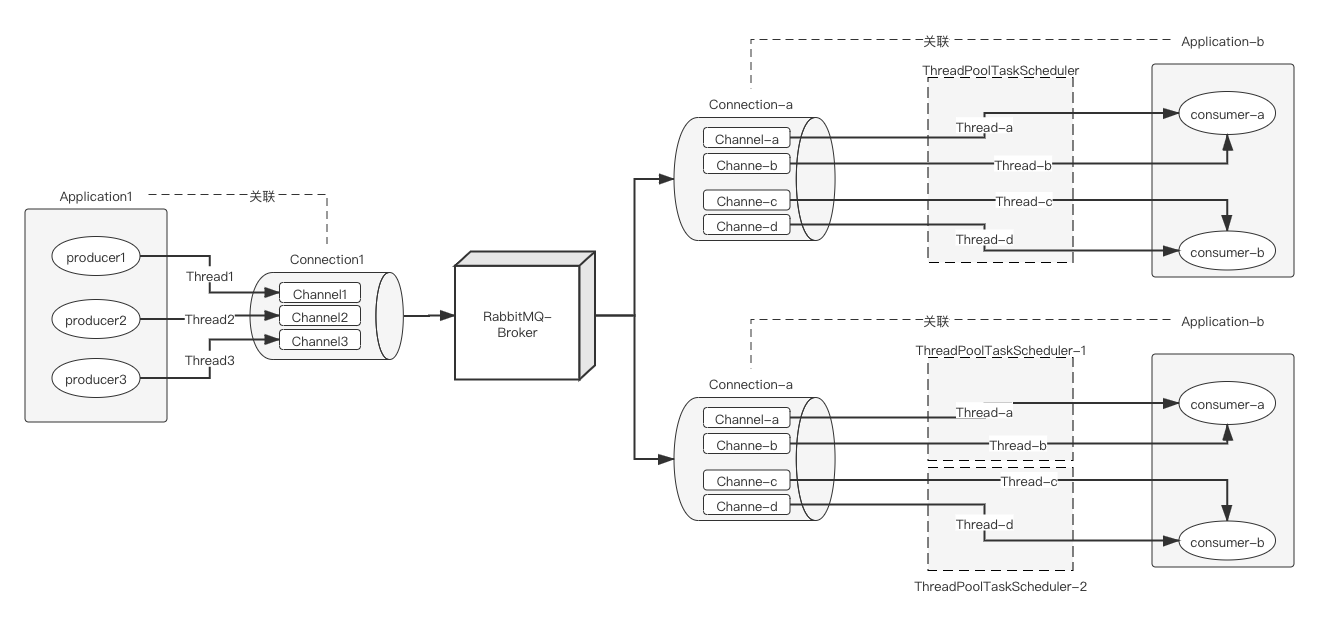 Application1
关联
producer1
producer2
producer3
Thread1
Thread2
Thread3
Connection1
Channel1
Channel2
Channel3
RabbitMQ-
Broker
关联
Application-b
ThreadPoolTaskScheduler
Connection-a
Channel-a
Channe-b
Channe-c
Channe-d
Thread-a
Thread-b
Thread-c
Thread-d
consumer-a
consumer-b
关联
Application-b
ThreadPoolTaskScheduler-1
Connection-a
Channel-a
Channe-b
Channe-c
Channe-d
Thread-a
Thread-b
Thread-c
Thread-d
consumer-a
consumer-b
ThreadPoolTaskScheduler-2